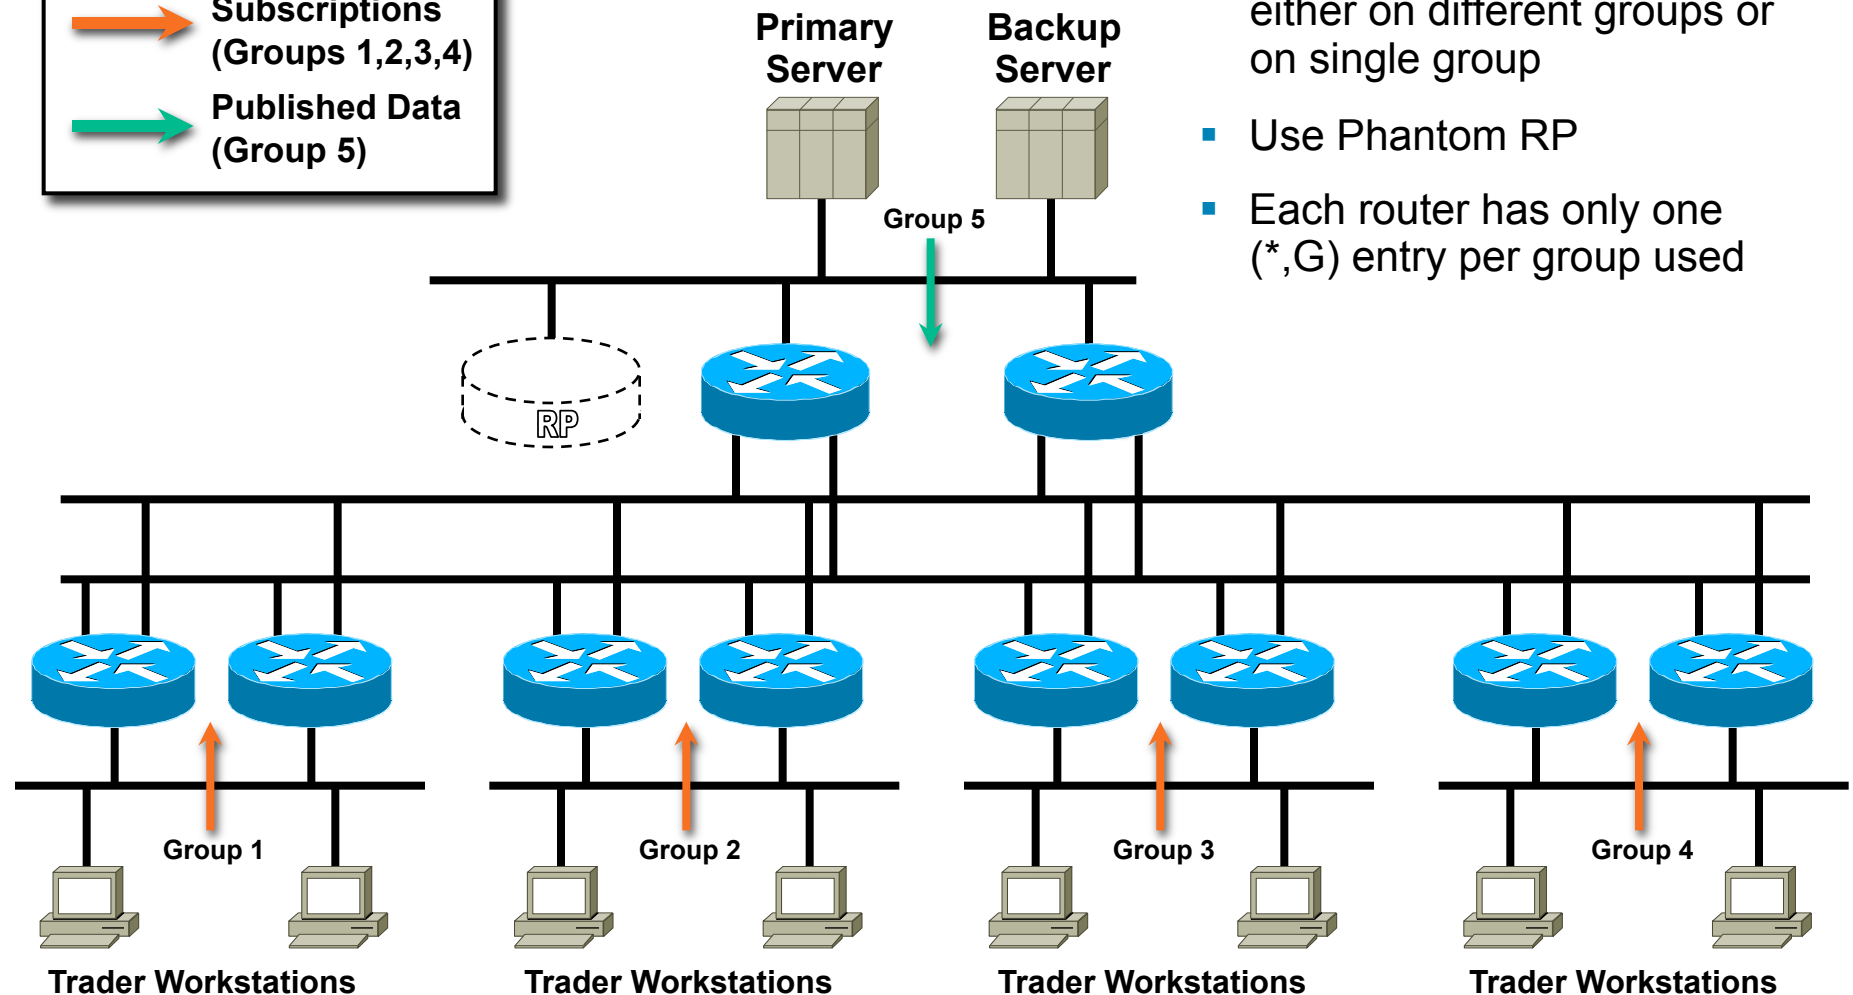 Subscriptions
(Groups 1,2,3,4)
Published Data
(Group 5)
Primary
Server
Backup
Server
either on different groups or
on single group
▪ Use Phantom RP
▪ Each router has only one
(*,G) entry per group used
Group 5
RP
Group 1
Group 2
Group 3
Group 4
Trader Workstations
Trader Workstations
Trader Workstations
Trader Workstations